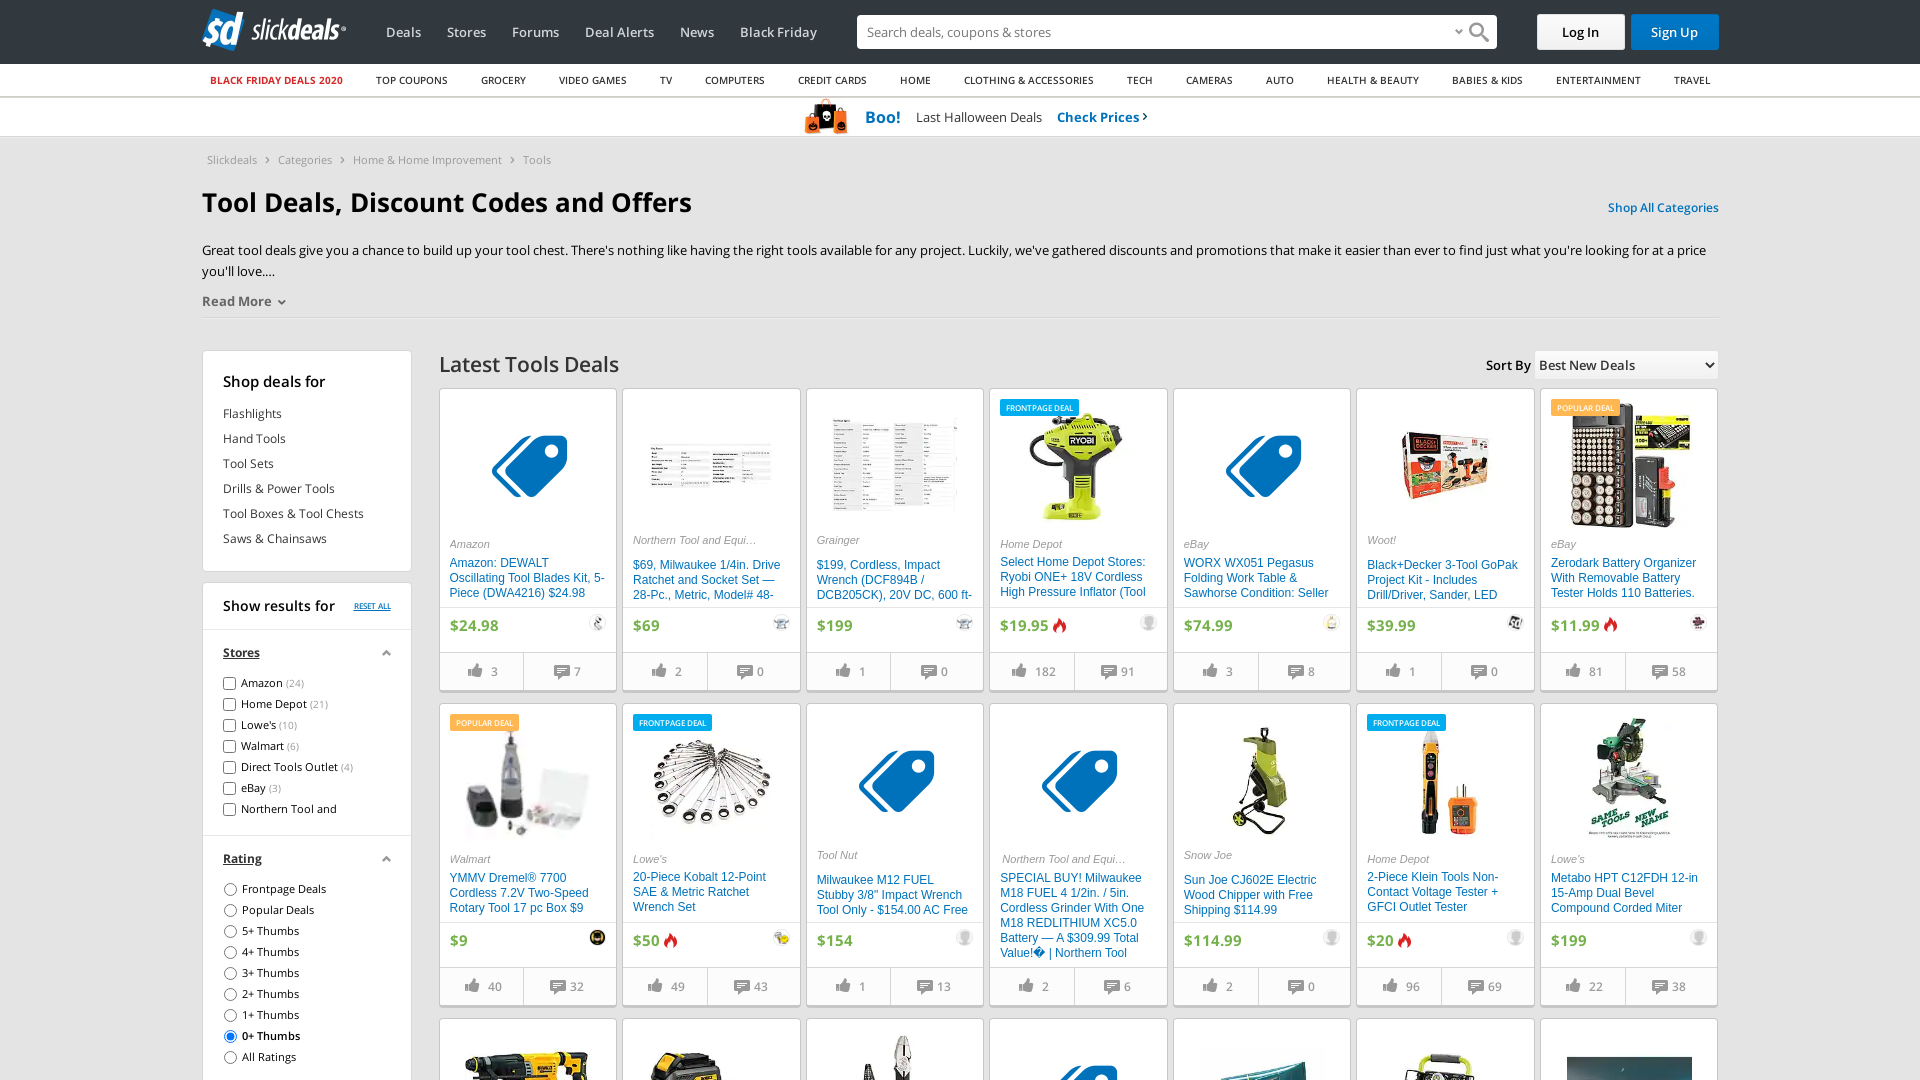 slickdeals
Deals
Stores
Forums
Deal Alerts
News
Black Friday
Search deals, coupons & stores
Log In
Sign Up
BLACK FRIDAY DEALS 2020
TOP COUPONS
GROCERY
VIDEO GAMES
TV
COMPUTERS
CREDIT CARDS
HOME
CLOTHING & ACCESSORIES
TECH
CAMERAS
AUTO
HEALTH & BEAUTY
BABIES & KIDS
ENTERTAINMENT
TRAVEL
Boo! Last Halloween Deals Check Prices
Slickdeals > Categories > Home & Home Improvement > Tools
Tool Deals, Discount Codes and Offers
Shop All Categories
Great tool deals give you a chance to build up your tool chest. There's nothing like having the right tools available for any project. Luckily, we've gathered discounts and promotions that make it easier than ever to find just what you're looking for at a price
you'll love....
Read More
Shop deals for
Flashlights
Hand Tools
Tool Sets
Drills & Power Tools
Tool Boxes & Tool Chests
Saws & Chainsaws
Show results for
RESET ALL
Stores
Amazon (24)
Home Depot (21)
Lowe's (10)
Walmart (6)
Direct Tools Outlet (4)
eBay (3)
Northern Tool and
Rating
Frontpage Deals
Popular Deals
5+ Thumbs
4+ Thumbs
3+ Thumbs
2+ Thumbs
1+ Thumbs
0+ Thumbs
All Ratings
Latest Tools Deals
Sort By Best New Deals
Amazon
Amazon: DEWALT
Oscillating Tool Blades Kit, 5-
Piece (DWA4216) $24.98
$24.98
3
7
Northern Tool and Equi…
$69, Milwaukee 1/4in. Drive
Ratchet and Socket Set —
28-Pc., Metric, Model# 48-
$69
2
0
Grainger
$199, Cordless, Impact
Wrench (DCF894B /
DCB205CK), 20V DC, 600 ft-
$199
1
0
FRONTPAGE DEAL
RYOBI
Home Depot
Select Home Depot Stores:
Ryobi ONE+ 18V Cordless
High Pressure Inflator (Tool
$19.95
182
91
eBay
WORX WX051 Pegasus
Folding Work Table &
Sawhorse Condition: Seller
$74.99
3
8
Woot!
Black+Decker 3-Tool GoPak
Project Kit - Includes
Drill/Driver, Sander, LED
$39.99
1
0
POPULAR DEAL
eBay
Zerodark Battery Organizer
With Removable Battery
Tester Holds 110 Batteries.
$11.99
81
58
POPULAR DEAL
Walmart
YMMV Dremel® 7700
Cordless 7.2V Two-Speed
Rotary Tool 17 pc Box $9
$9
40
32
FRONTPAGE DEAL
Lowe's
20-Piece Kobalt 12-Point
SAE & Metric Ratchet
Wrench Set
$50
49
43
Tool Nut
Milwaukee M12 FUEL
Stubby 3/8" Impact Wrench
Tool Only - $154.00 AC Free
$154
1
13
Northern Tool and Equi…
SPECIAL BUY! Milwaukee
M18 FUEL 4 1/2in. / 5in.
Cordless Grinder With One
M18 REDLITHIUM XC5.0
Battery — A $309.99 Total
Value!� | Northern Tool
2
6
Snow Joe
Sun Joe CJ602E Electric
Wood Chipper with Free
Shipping $114.99
$114.99
2
0
FRONTPAGE DEAL
Home Depot
2-Piece Klein Tools Non-
Contact Voltage Tester +
GFCI Outlet Tester
$20
96
69
SAME NEW
TOOLS NAME
Lowe's
Metabo HPT C12FDH 12-in
15-Amp Dual Bevel
Compound Corded Miter
$199
22
38